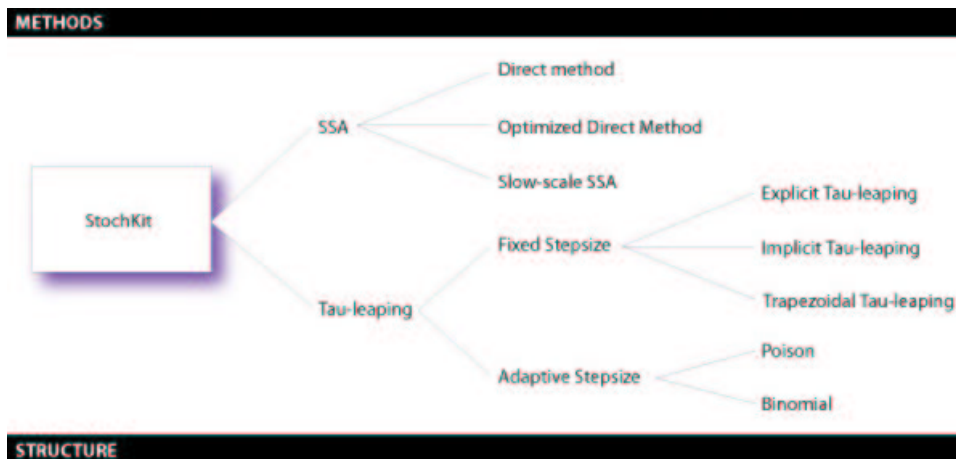 METHODS
Direct method
SSA
Optimized Direct Method
Slow-scale SSA
Explicit Tau-leaping
StochKit
Fixed Stepsize
Implicit Tau-leaping
Trapezoidal Tau-leaping
Tau-leaping
Poison
Adaptive Stepsize
Binomial
STRUCTURE